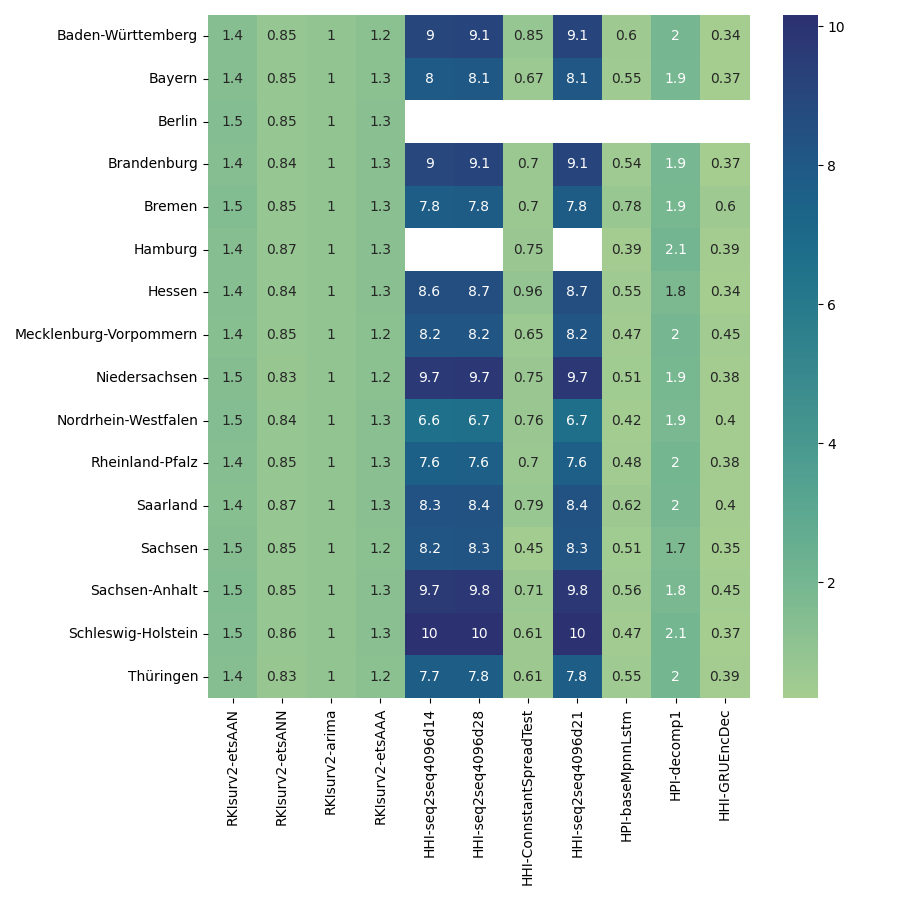 Baden-Württemberg 1.4 0.85 1 1.2 9 9.1 0.85 9.1 0.6 2 0.34
Bayern 1.4 0.85 1 1.3 8 8.1 0.67 8.1 0.55 1.9 0.37
Berlin 1.5 0.85 1 1.3
Brandenburg 1.4 0.84 1 1.3 9 9.1 0.7 9.1 0.54 1.9 0.37
Bremen 1.5 0.85 1 1.3 7.8 7.8 0.7 7.8 0.78 1.9 0.6
Hamburg 1.4 0.87 1 1.3 0.75 0.39 2.1 0.39
Hessen 1.4 0.84 1 1.3 8.6 8.7 0.96 8.7 0.55 1.8 0.34
Mecklenburg-Vorpommern 1.4 0.85 1 1.2 8.2 8.2 0.65 8.2 0.47 2 0.45
Niedersachsen 1.5 0.83 1 1.2 9.7 9.7 0.75 9.7 0.51 1.9 0.38
Nordrhein-Westfalen 1.5 0.84 1 1.3 6.6 6.7 0.76 6.7 0.42 1.9 0.4
Rheinland-Pfalz 1.4 0.85 1 1.3 7.6 7.6 0.7 7.6 0.48 2 0.38
Saarland 1.4 0.87 1 1.3 8.3 8.4 0.79 8.4 0.62 2 0.4
Sachsen 1.5 0.85 1 1.2 8.2 8.3 0.45 8.3 0.51 1.7 0.35
Sachsen-Anhalt 1.5 0.85 1 1.3 9.7 9.8 0.71 9.8 0.56 1.8 0.45
Schleswig-Holstein 1.5 0.86 1 1.3 10 10 0.61 10 0.47 2.1 0.37
Thüringen 1.4 0.83 1 1.2 7.7 7.8 0.61 7.8 0.55 2 0.39
RKIsurv2-etsAAN
RKIsurv2-etsANN
RKIsurv2-arima
RKIsurv2-etsAAA
HHI-seq2seq4096d14
HHI-seq2seq4096d28
HHI-ConnstantSpreadTest
HHI-seq2seq4096d21
HPI-baseMpnnLstm
HPI-decomp1
HHI-GRUEncDec
10
8
6
4
2